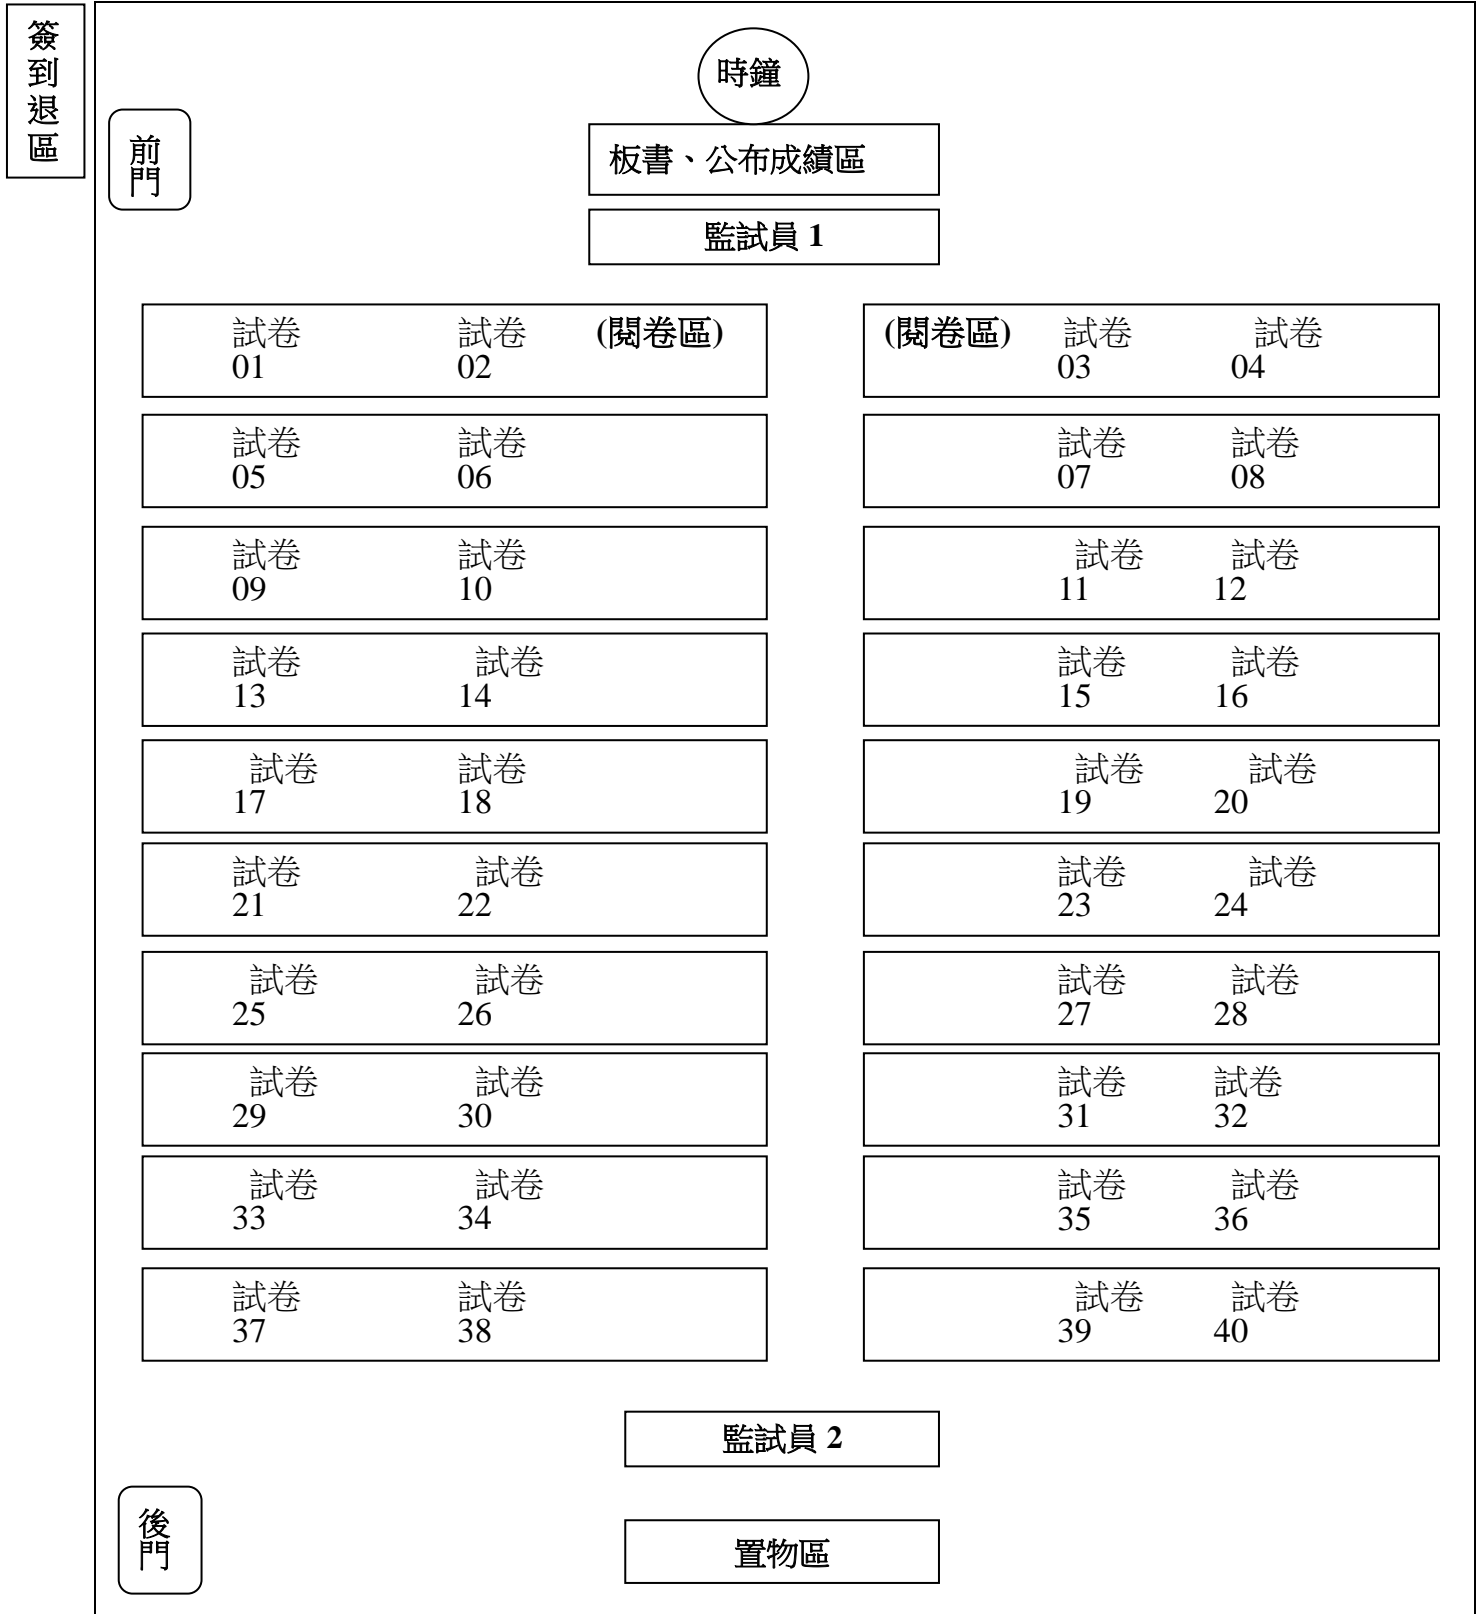 簽到退區
時鐘
前門
板書、公布成績區
監試員 1
試卷 試卷 (閱卷區)
01 02
(閱卷區) 試卷 試卷
03 04
試卷 試卷
05 06
試卷 試卷
07 08
試卷 試卷
09 10
試卷 試卷
11 12
試卷 試卷
13 14
試卷 試卷
15 16
試卷 試卷
17 18
試卷 試卷
19 20
試卷 試卷
21 22
試卷 試卷
23 24
試卷 試卷
25 26
試卷 試卷
27 28
試卷 試卷
29 30
試卷 試卷
31 32
試卷 試卷
33 34
試卷 試卷
35 36
試卷 試卷
37 38
試卷 試卷
39 40
監試員 2
後門
置物區